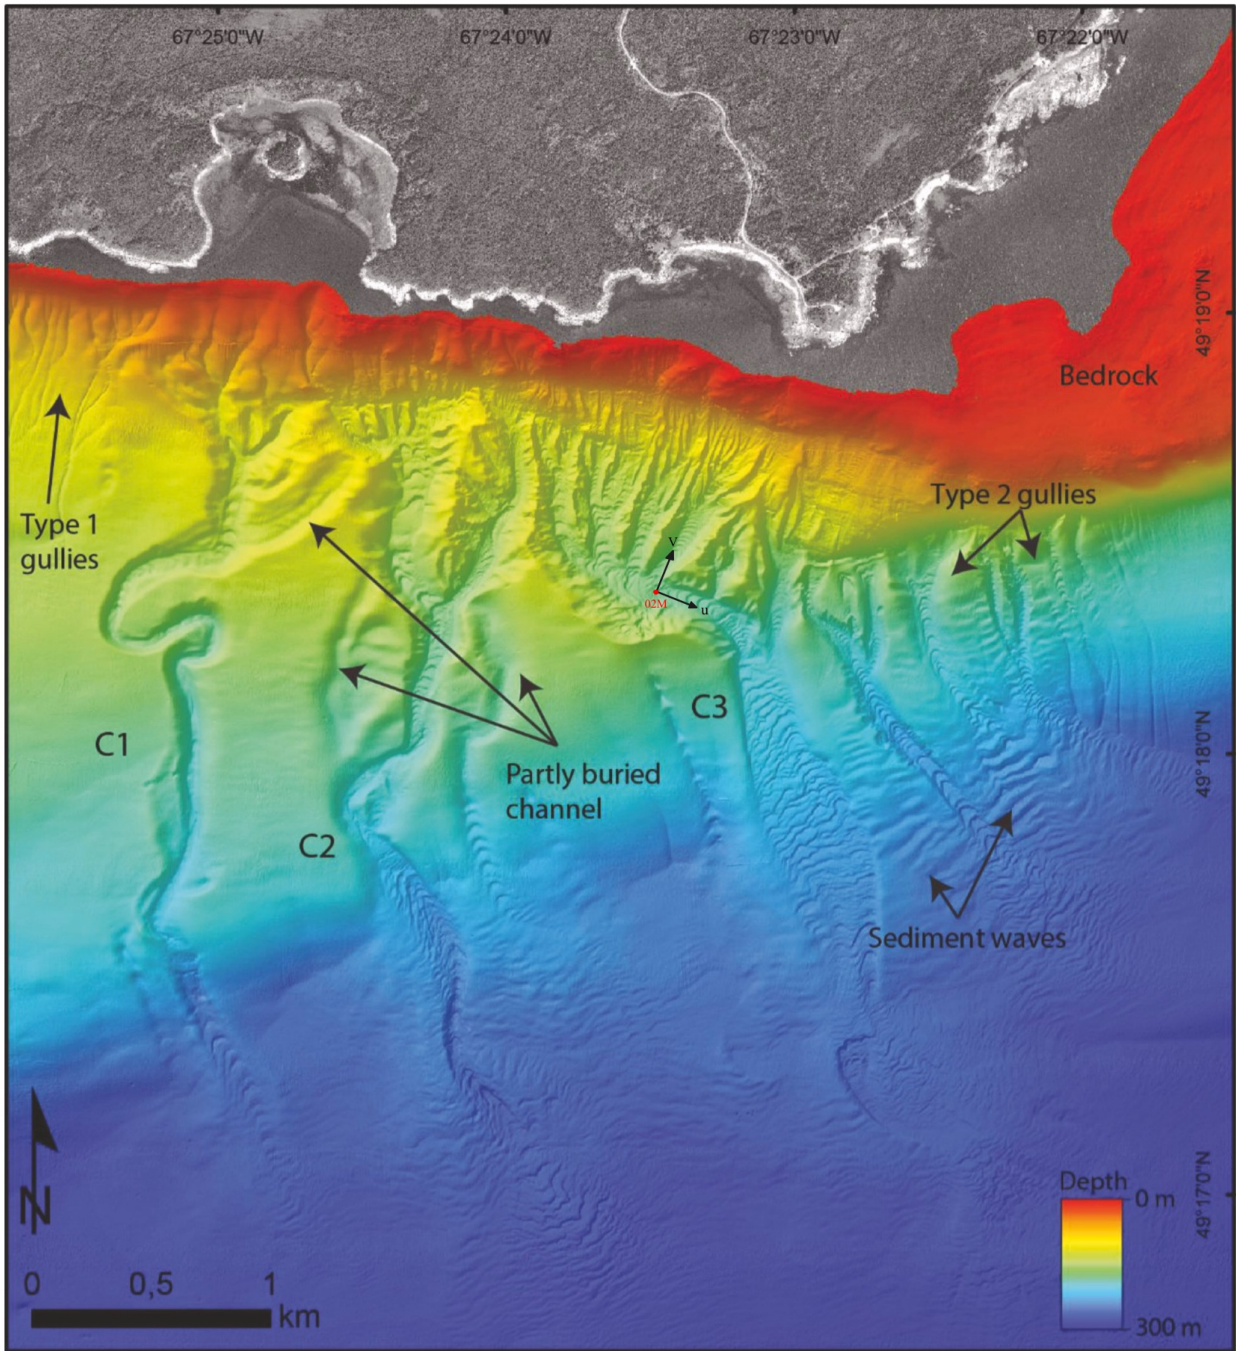 67°25'0"W
67°24'0"W
67°23'0"W
67°22'0"W
49°19'0"N
Bedrock
Type 1
gullies
Type 2 gullies
V
u
02M
C1
C2
C3
Partly buried
channel
49°18'0"N
Sediment waves
49°17'0"N
N
0
0,5
1
km
Depth
0 m
300 m